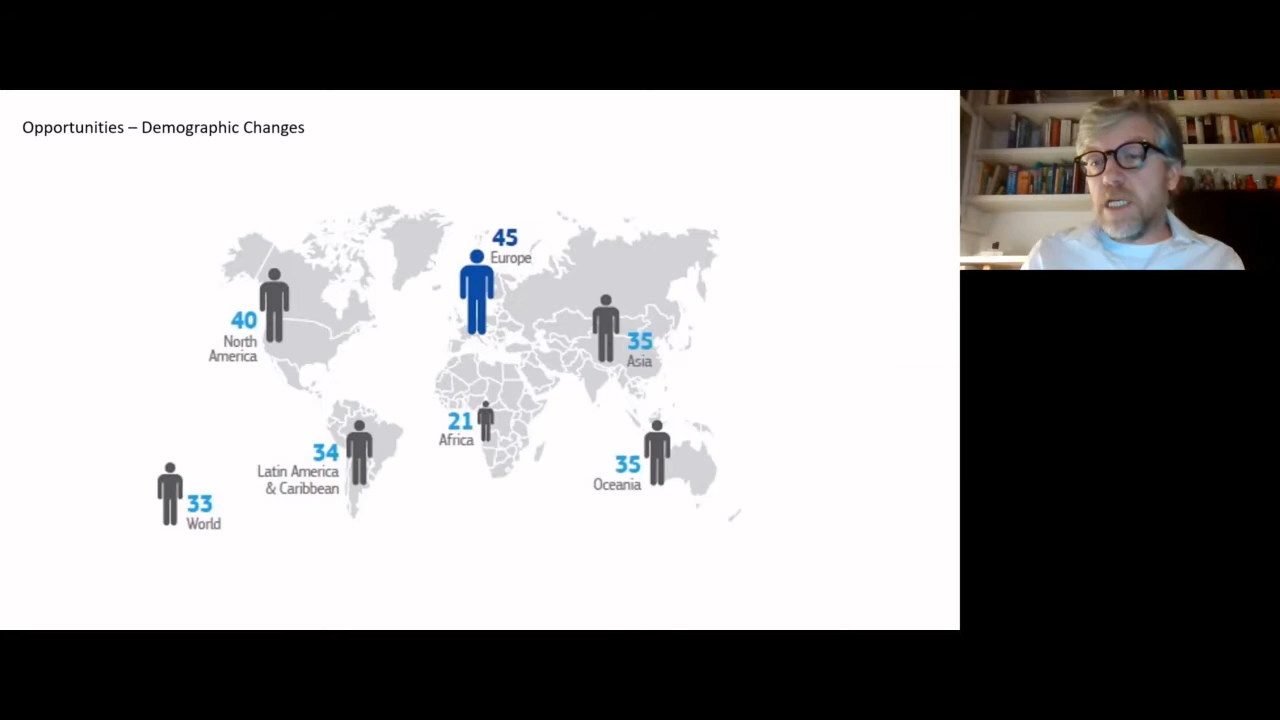 Opportunities – Demographic Changes
45
Europe
40
North
America
35
Asia
21
Africa
34
Latin America
& Caribbean
35
Oceania
33
World